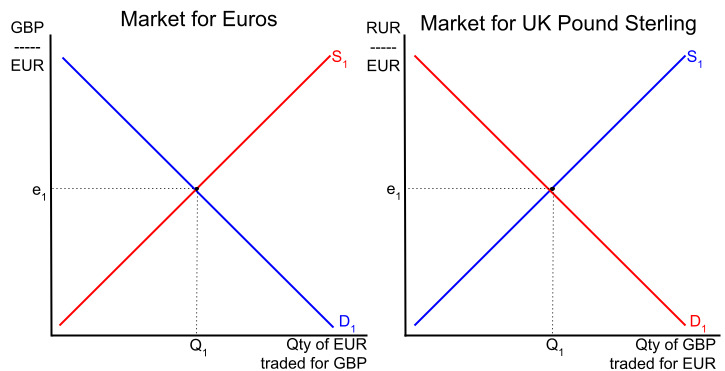 Market for Euros
GBP
-----
EUR
S1
e1
D1
Q1
Qty of EUR
traded for GBP
Market for UK Pound Sterling
RUR
-----
EUR
S1
e1
D1
Q1
Qty of GBP
traded for EUR